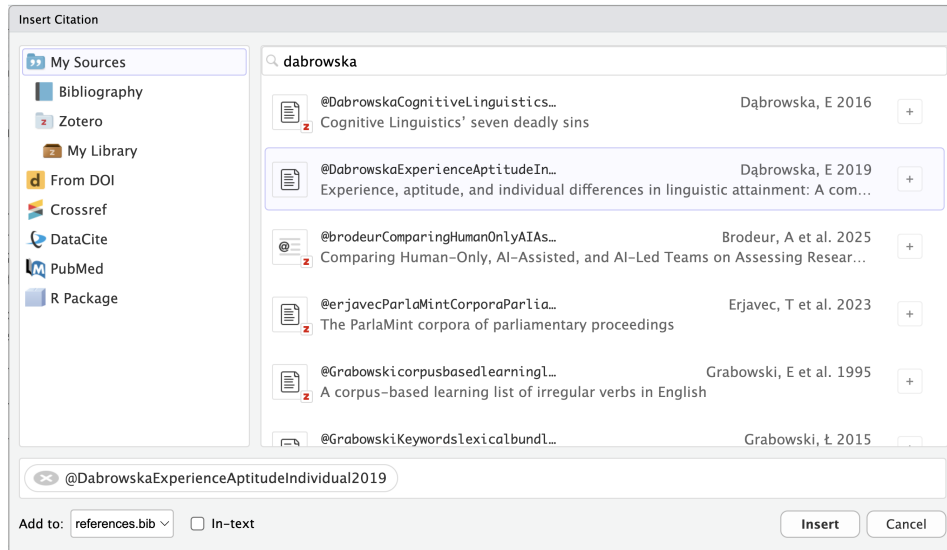 Insert Citation
My Sources
Bibliography
Zotero
My Library
From DOI
Crossref
DataCite
PubMed
R Package
dabrowska
@DabrowskaCognitiveLinguistics… Dąbrowska, E 2016
Cognitive Linguistics’ seven deadly sins
@DabrowskaExperienceAptitudeIn… Dąbrowska, E 2019
Experience, aptitude, and individual differences in linguistic attainment: A com…
@brodeurComparingHumanOnlyAIAs… Brodeur, A et al. 2025
Comparing Human-Only, AI-Assisted, and AI-Led Teams on Assessing Resear…
@erjavecParlaMintCorporaParlia… Erjavec, T et al. 2023
The ParlaMint corpora of parliamentary proceedings
@Grabowskicorpusbasedlearningl… Grabowski, E et al. 1995
A corpus-based learning list of irregular verbs in English
@GrabowskiKeywordslexicalbundl… Grabowski, Ł 2015
@DabrowskaExperienceAptitudeIndividual2019
Add to: references.bib In-text Insert Cancel